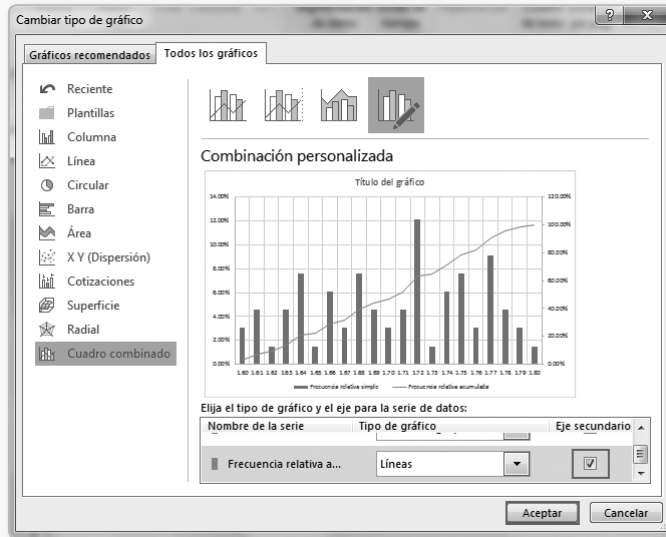 Cambiar tipo de gráfico
Gráficos recomendados Todos los gráficos
Reciente
Plantillas
Columna
Línea
Circular
Barra
Área
X Y (Dispersión)
Cotizaciones
Superficie
Radial
Cuadro combinado
Combinación personalizada
Título del gráfico
14.00% 120.00%
12.00% 100.00%
10.00%
8.00% 80.00%
6.00% 60.00%
4.00% 40.00%
2.00% 20.00%
0.00% 0.00%
1.60 1.61 1.62 1.63 1.64 1.65 1.66 1.67 1.68 1.69 1.70 1.71 1.72 1.73 1.74 1.75 1.76 1.77 1.78 1.79 1.80
Frecuencia relativa simple Frecuencia relativa acumulada
Elija el tipo de gráfico y el eje para la serie de datos:
Nombre de la serie Tipo de gráfico Eje secundario
Frecuencia relativa a... Líneas
Aceptar Cancelar